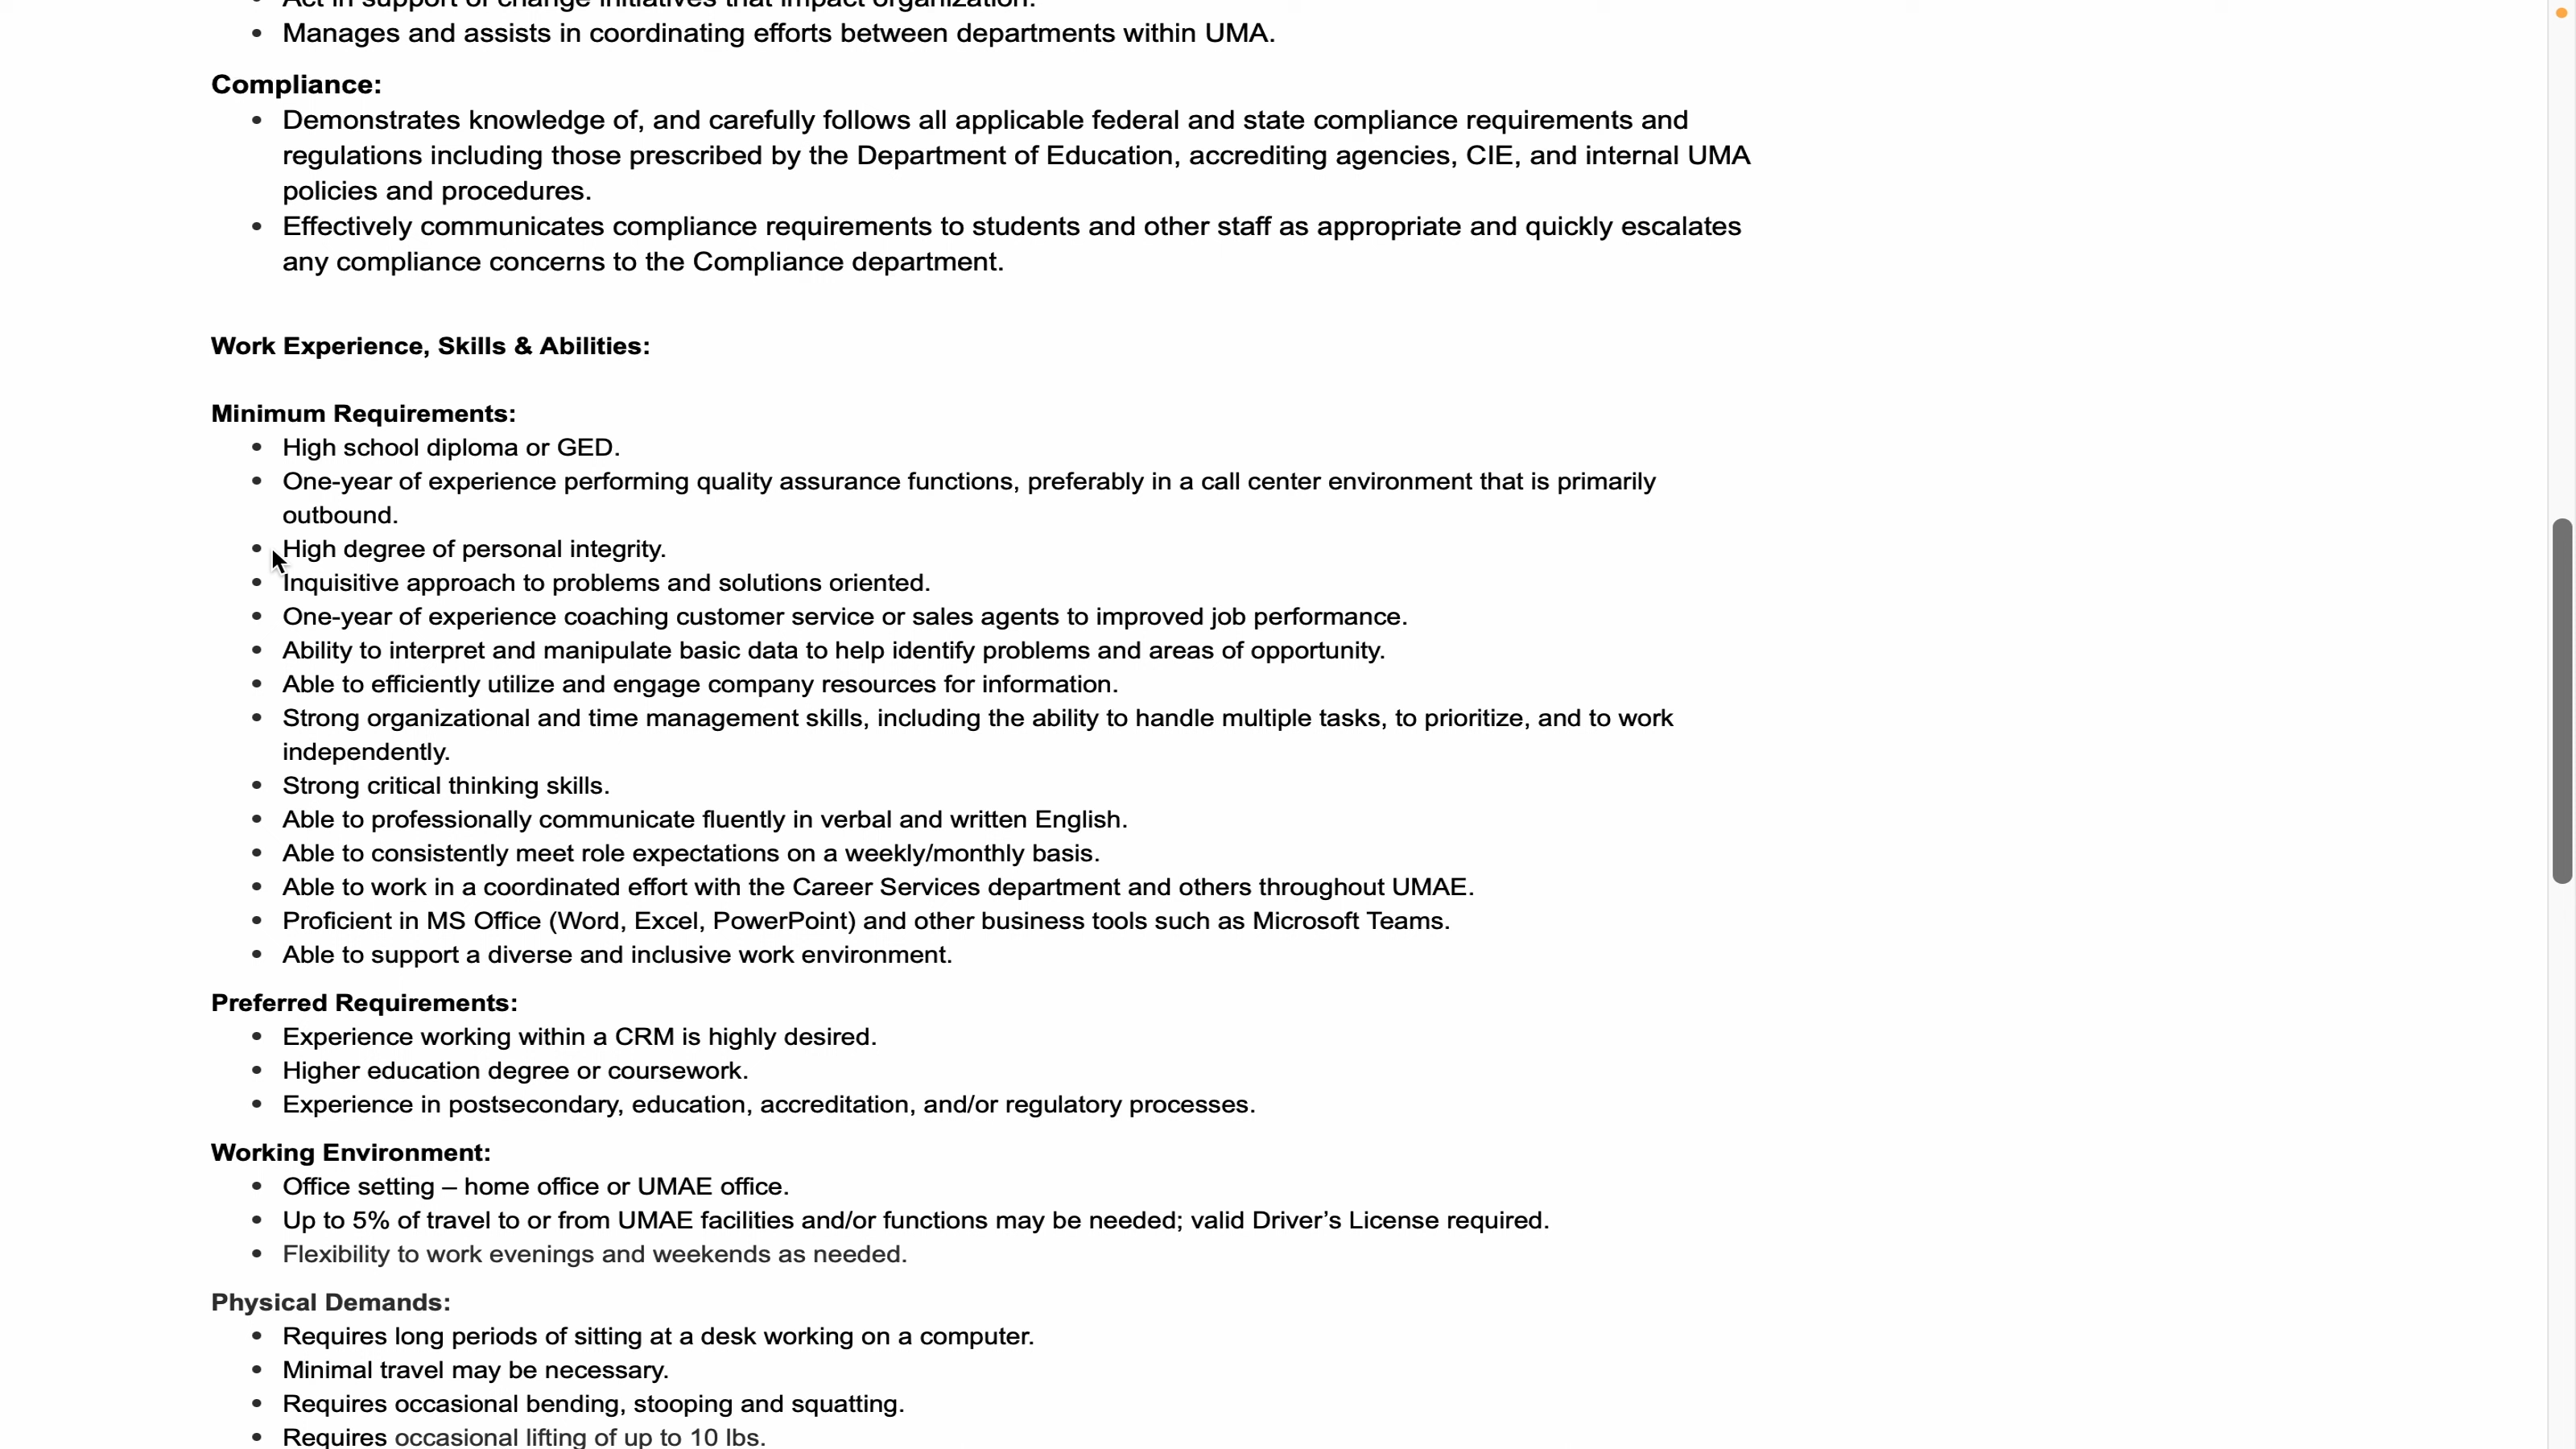 Act in support of change initiatives that impact organization.
• Manages and assists in coordinating efforts between departments within UMA.
Compliance:
• Demonstrates knowledge of, and carefully follows all applicable federal and state compliance requirements and
regulations including those prescribed by the Department of Education, accrediting agencies, CIE, and internal UMA
policies and procedures.
• Effectively communicates compliance requirements to students and other staff as appropriate and quickly escalates
any compliance concerns to the Compliance department.
Work Experience, Skills & Abilities:
Minimum Requirements:
• High school diploma or GED.
• One-year of experience performing quality assurance functions, preferably in a call center environment that is primarily
outbound.
• High degree of personal integrity.
• Inquisitive approach to problems and solutions oriented.
• One-year of experience coaching customer service or sales agents to improved job performance.
• Ability to interpret and manipulate basic data to help identify problems and areas of opportunity.
• Able to efficiently utilize and engage company resources for information.
• Strong organizational and time management skills, including the ability to handle multiple tasks, to prioritize, and to work
independently.
• Strong critical thinking skills.
• Able to professionally communicate fluently in verbal and written English.
• Able to consistently meet role expectations on a weekly/monthly basis.
• Able to work in a coordinated effort with the Career Services department and others throughout UMAE.
• Proficient in MS Office (Word, Excel, PowerPoint) and other business tools such as Microsoft Teams.
• Able to support a diverse and inclusive work environment.
Preferred Requirements:
• Experience working within a CRM is highly desired.
• Higher education degree or coursework.
• Experience in postsecondary, education, accreditation, and/or regulatory processes.
Working Environment:
• Office setting – home office or UMAE office.
• Up to 5% of travel to or from UMAE facilities and/or functions may be needed; valid Driver’s License required.
• Flexibility to work evenings and weekends as needed.
Physical Demands:
• Requires long periods of sitting at a desk working on a computer.
• Minimal travel may be necessary.
• Requires occasional bending, stooping and squatting.
• Requires occasional lifting of up to 10 lbs.